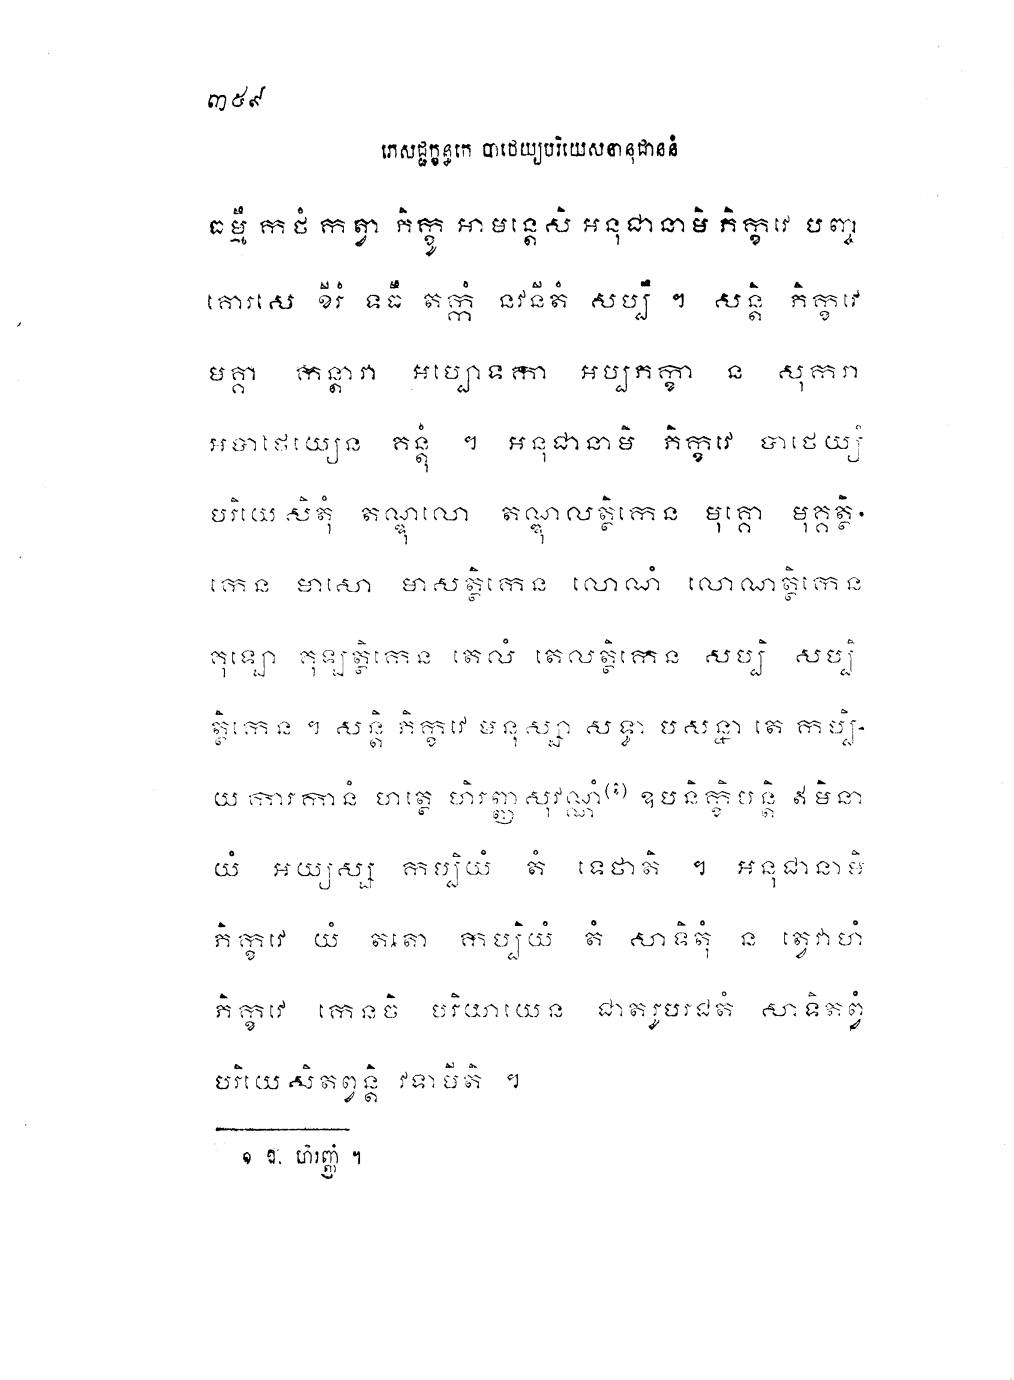 ៣៥៩
ភេសជ្ជក្ខន្ធកេ បាថេយ្យបរិយេសនានុជាននំ
ធម្មឹ កថំ កត្វា ភិក្ខូ អាមន្តេសិ អនុជានាមិ ភិក្ខវេ បញ្ច
គោរសេ ខីរំ ទធឹ តក្កំ នវនីតំ សប្បឹ ។ សន្តិ ភិក្ខវេ
មគ្គា កន្តារា អប្បោទកា អប្បភក្ខា ន សុករា
អបាថេយ្យេន គន្តុំ ។ អនុជានាមិ ភិក្ខវេ បាថេយ្យំ
បរិយេសិតុំ តណ្ឌុលោ តណ្ឌុលត្ថិកេន មុគ្គោ មុគ្គត្ថិ-
កេន មាសោ មាសត្ថិកេន លោណំ លោណត្ថិកេន
គុឡោ គុឡត្ថិកេន តេលំ តេលត្ថិកេន សប្បិ សប្បិ
ត្ថិកេន ។ សន្តិ ភិក្ខវេ មនុស្សា សទ្ធា បសន្នា តេ កប្បិ-
យការកានំ ហត្ថេ ហិរញ្ញសុវណ្ណំ(១) ឧបនិក្ខិបន្តិ ឥមិនា
យំ អយ្យស្ស កប្បិយំ តំ ទេថាតិ ។ អនុជានាមិ
ភិក្ខវេ យំ តតោ កប្បិយំ តំ សាទិតុំ ន ត្វេវាហំ
ភិក្ខវេ កេនចិ បរិយាយេន ជាតរូបរជតំ សាទិតព្វំ
បរិយេសិតព្វន្តិ វទាមីតិ ។
១ ឱ. ហិរញ្ញំ ។